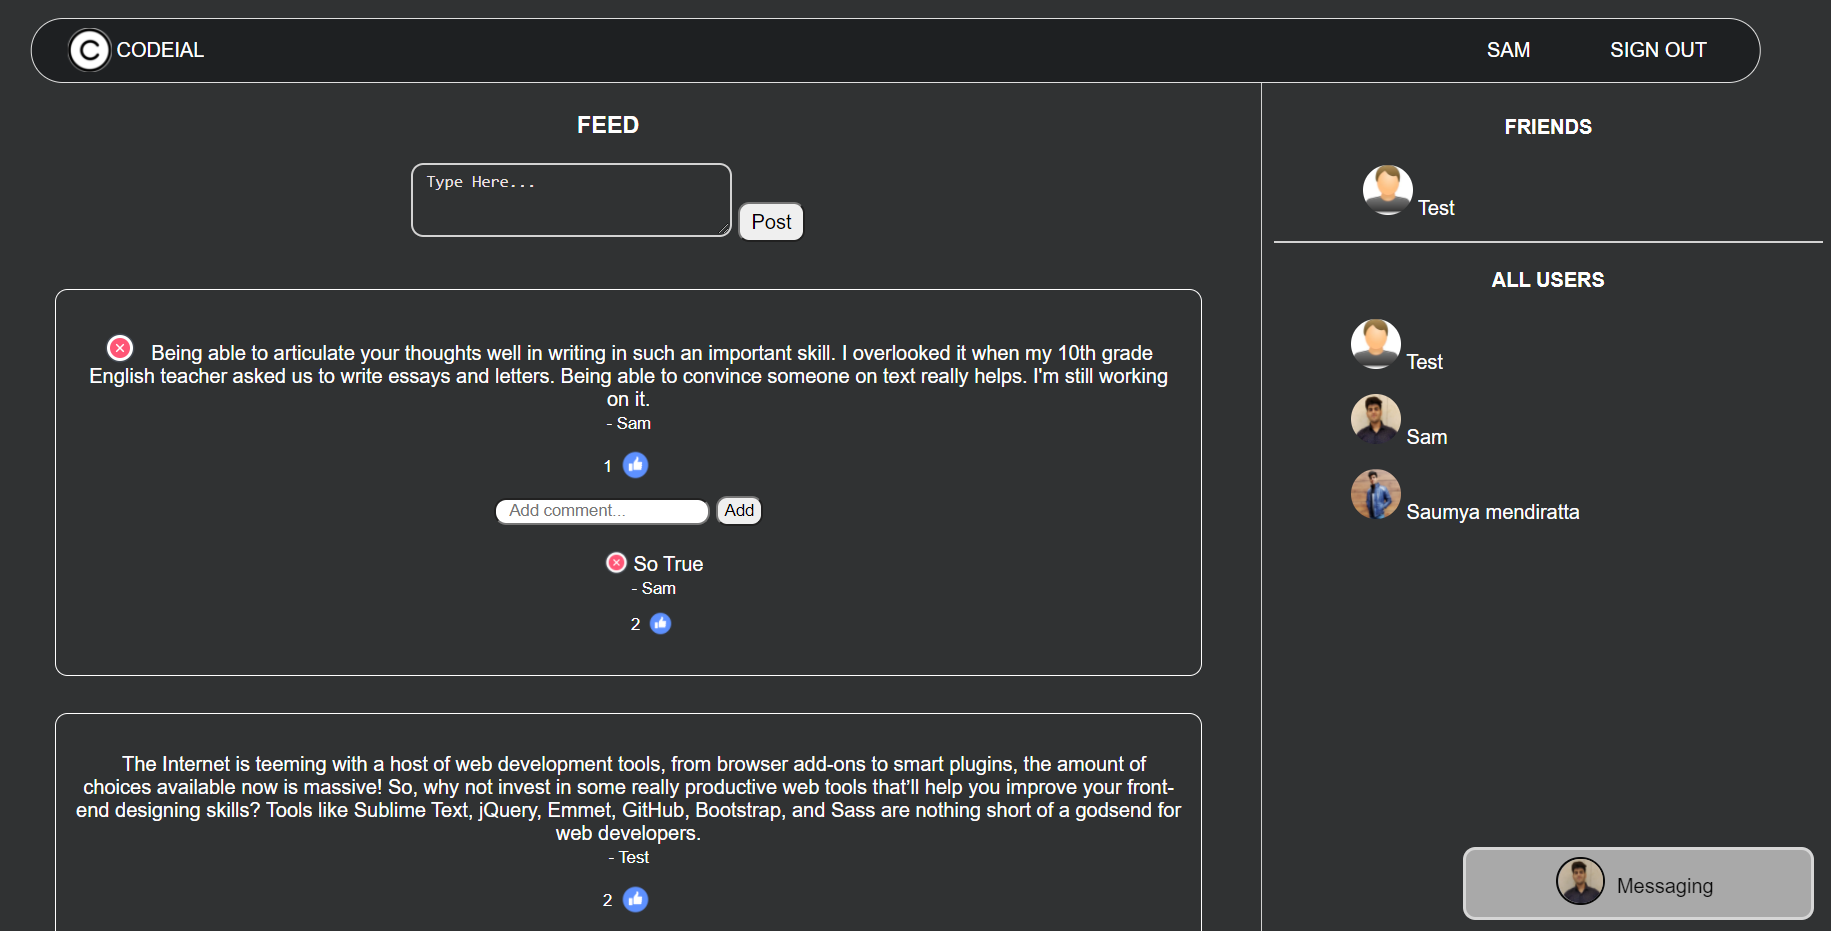 C CODEIAL
SAM
SIGN OUT
FEED
Type Here...
Post
Being able to articulate your thoughts well in writing in such an important skill. I overlooked it when my 10th grade
English teacher asked us to write essays and letters. Being able to convince someone on text really helps. I'm still working
on it.
- Sam
1
Add comment...
Add
So True
- Sam
2
The Internet is teeming with a host of web development tools, from browser add-ons to smart plugins, the amount of
choices available now is massive! So, why not invest in some really productive web tools that’ll help you improve your front-
end designing skills? Tools like Sublime Text, jQuery, Emmet, GitHub, Bootstrap, and Sass are nothing short of a godsend for
web developers.
- Test
2
FRIENDS
Test
ALL USERS
Test
Sam
Saumya mendiratta
Messaging